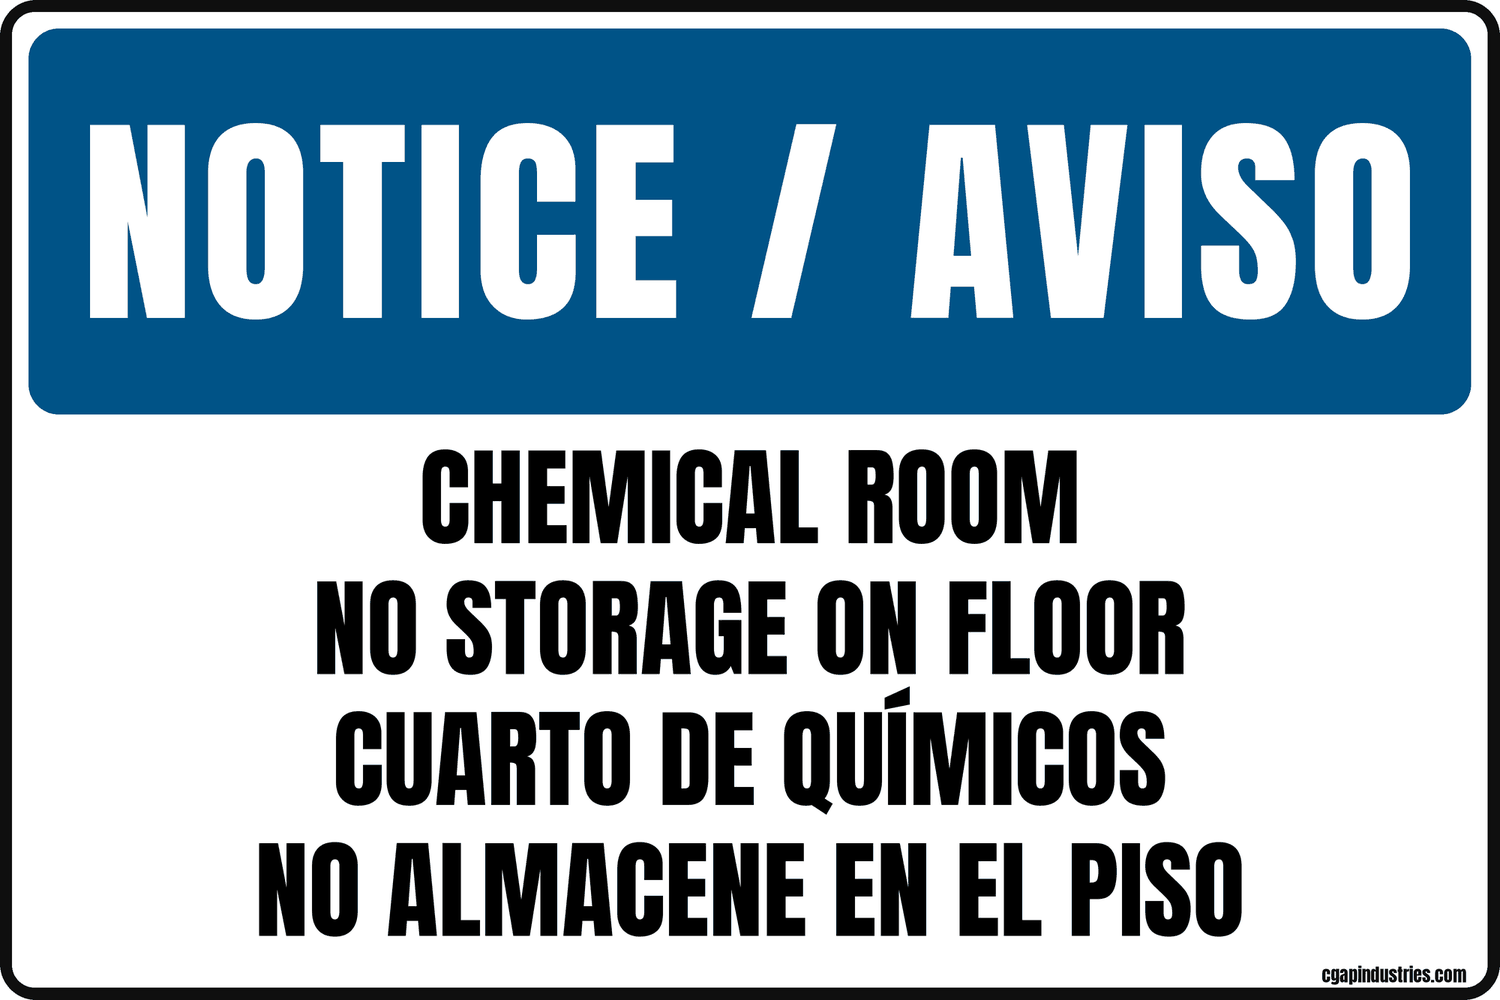 NOTICE / AVISO
CHEMICAL ROOM
NO STORAGE ON FLOOR
CUARTO DE QUÍMICOS
NO ALMACENE EN EL PISO
cgapindustries.com